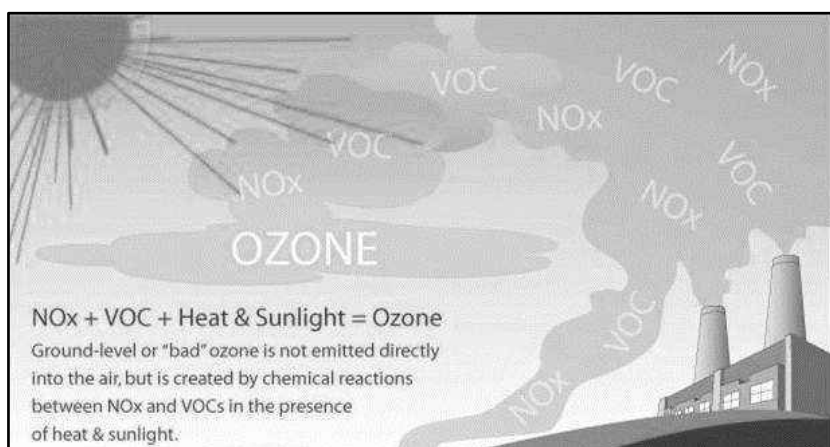 VOC
VOC
NOx
NOx
VOC
VOC
NOx
NOx
OZONE
VOC
NOx
NOx + VOC + Heat & Sunlight = Ozone
Ground-level or "bad" ozone is not emitted directly
into the air, but is created by chemical reactions
between NOx and VOCs in the presence
of heat & sunlight.